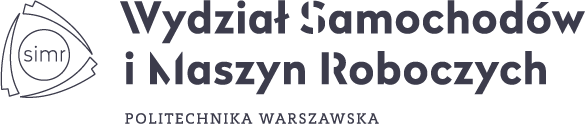 simr
Wydział Samochodów
i Maszyn Roboczych
POLITECHNIKA WARSZAWSKA